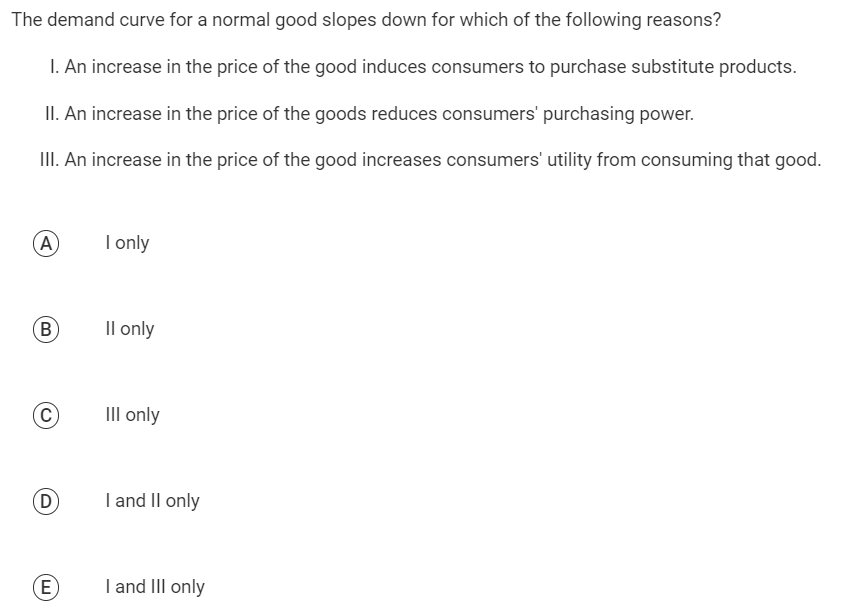 The demand curve for a normal good slopes down for which of the following reasons?
I. An increase in the price of the good induces consumers to purchase substitute products.
II. An increase in the price of the goods reduces consumers' purchasing power.
III. An increase in the price of the good increases consumers' utility from consuming that good.
A I only
B II only
C III only
D I and II only
E I and III only